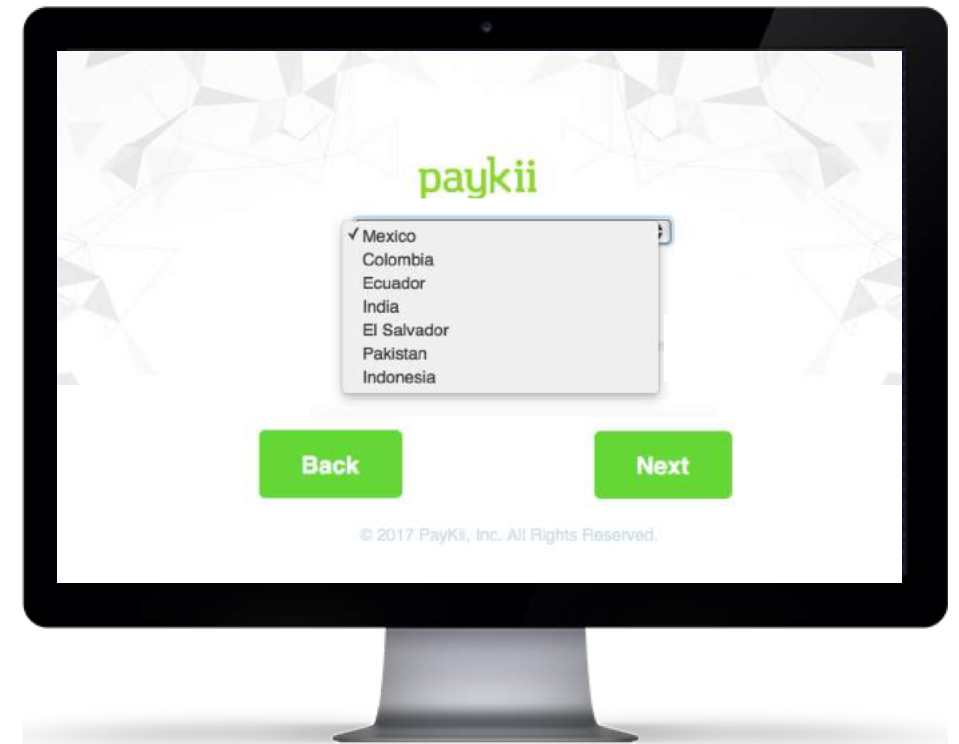 paykii
✓ Mexico
Colombia
Ecuador
India
El Salvador
Pakistan
Indonesia
Back
Next
© 2017 PayKii, Inc. All Rights Reserved.